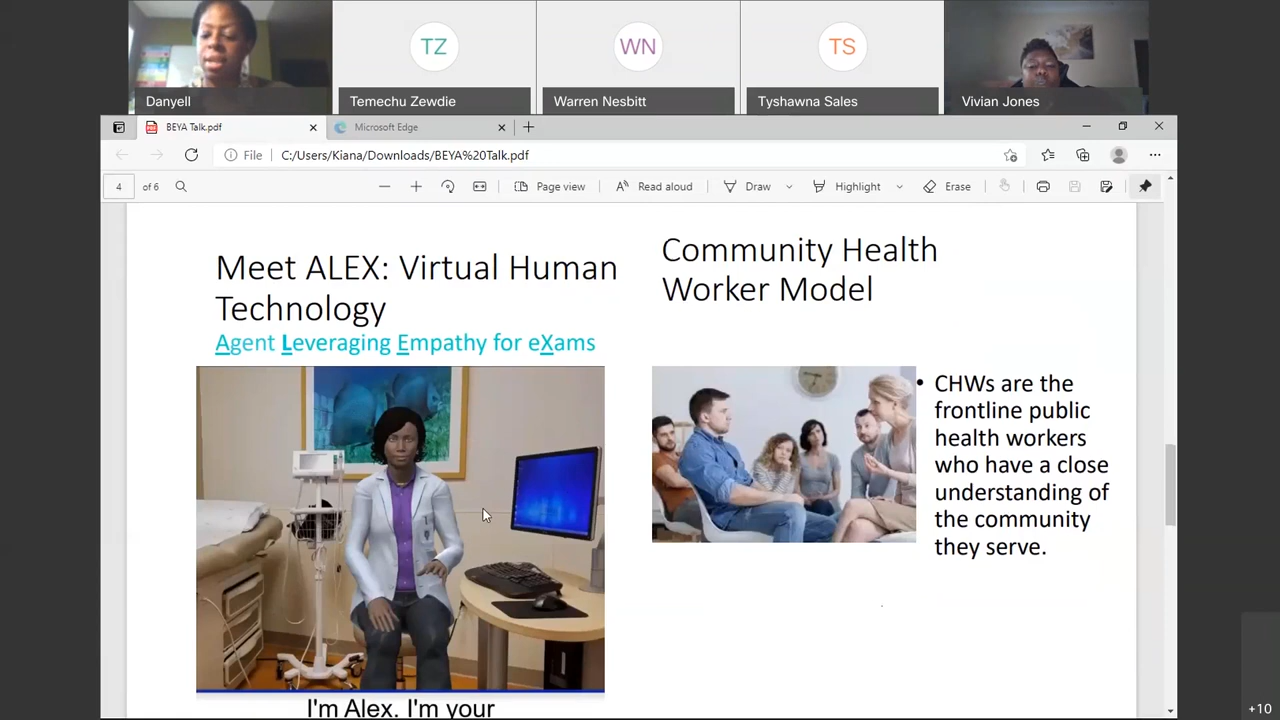 TZ
WN
TS
Danyell
Temechu Zewdie
Warren Nesbitt
Tyshawna Sales
Vivian Jones
BEYA Talk.pdf
Microsoft Edge
File
C:/Users/Kiana/Downloads/BEYA%20Talk.pdf
4
of 6
Page view
Read aloud
Draw
Highlight
Erase
Meet ALEX: Virtual Human
Technology
Agent Leveraging Empathy for eXams
I'm Alex. I'm your
Community Health
Worker Model
• CHWs are the
frontline public
health workers
who have a close
understanding of
the community
they serve.
+10